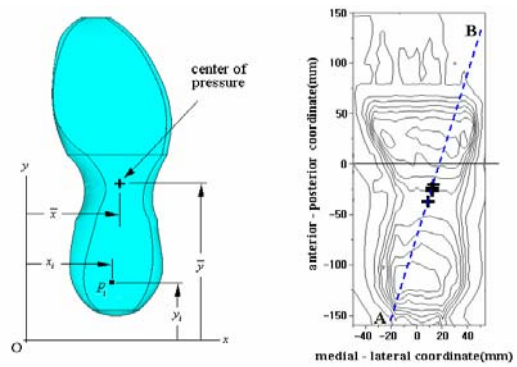 center of
pressure
y
x̄
ȳ
xᵢ
pᵢ
yᵢ
O
x
B
A
anterior - posterior coordinate(mm)
150
100
50
0
-50
-100
-150
-40
-20
0
20
40 mm
medial - lateral coordinate(mm)